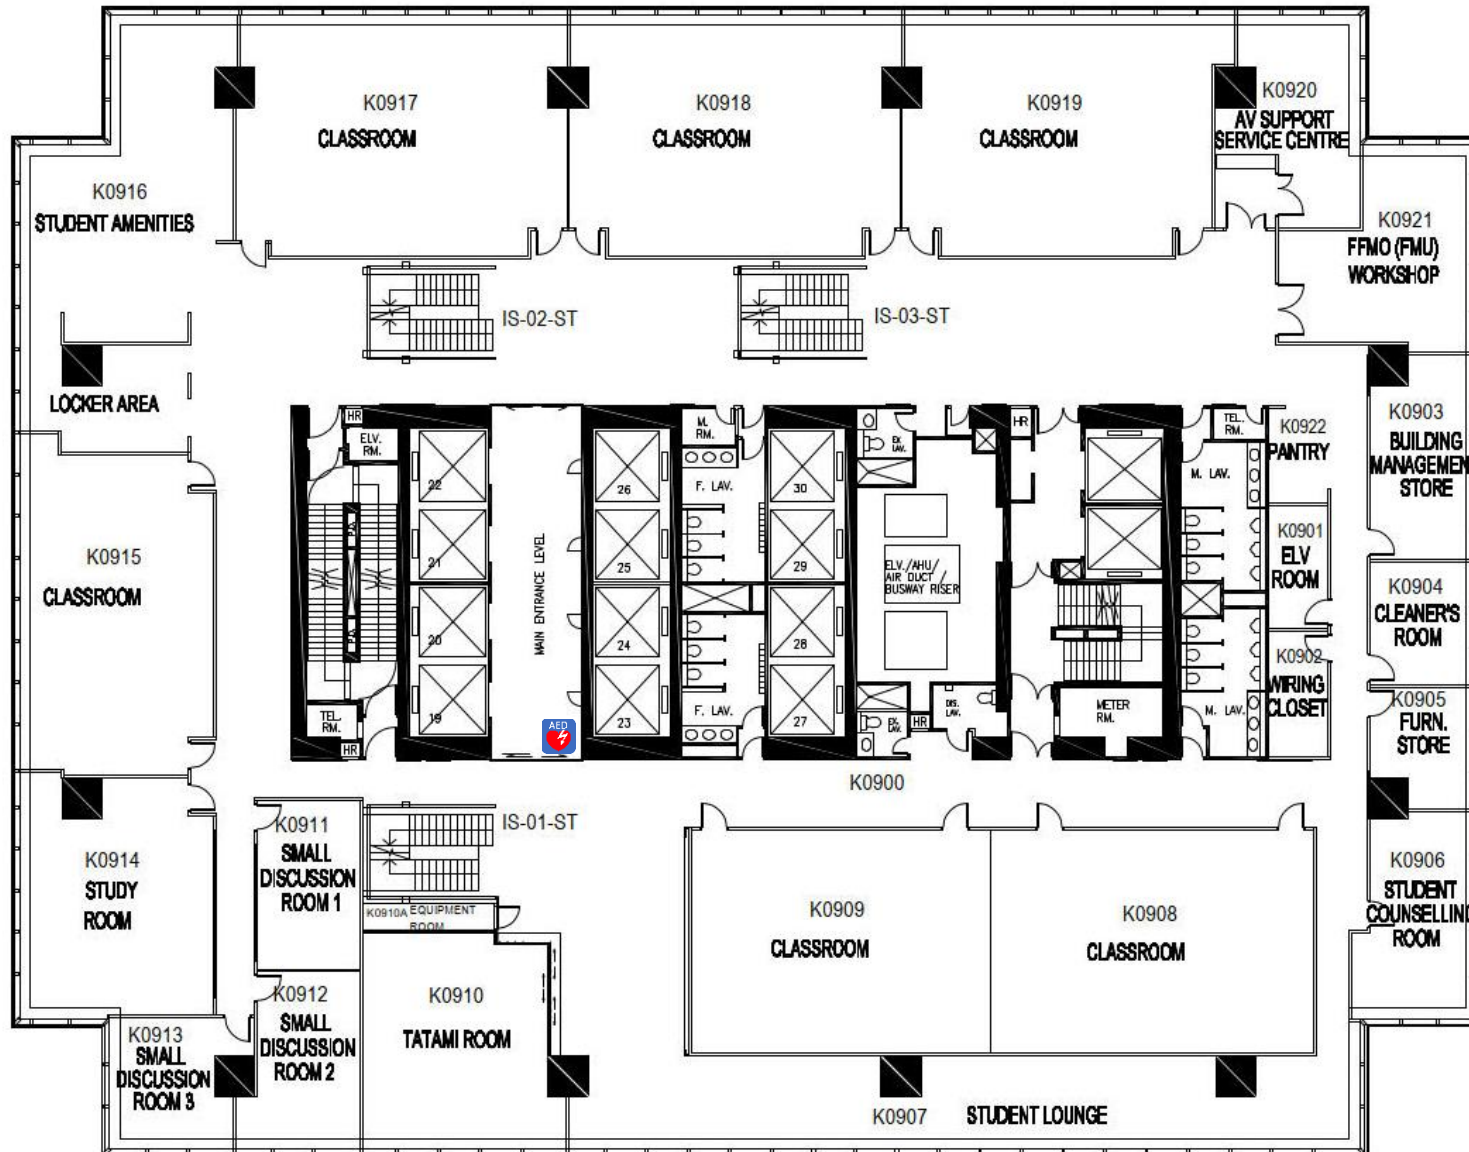 K0917
CLASSROOM
K0918
CLASSROOM
K0919
CLASSROOM
K0920
AV SUPPORT
SERVICE CENTRE
K0916
STUDENT AMENITIES
K0921
FFMO (FMU)
WORKSHOP
IS-02-ST
IS-03-ST
LOCKER AREA
HR
ELV.
RM.
M.
RM.
EX.
LAV.
HR
TEL.
RM.
K0922
PANTRY
K0903
BUILDING
MANAGEMEN
STORE
22
26
F. LAV.
30
M. LAV.
K0915
CLASSROOM
P.D.
21
25
29
ELV./AHU/
AIR DUCT /
BUSWAY RISER
MAIN ENTRANCE LEVEL
K0901
ELV
ROOM
K0904
CLEANER'S
ROOM
20
24
28
K0902
WIRING
CLOSET
TEL.
RM.
HR
19
AED
23
F. LAV.
27
EX.
LAV.
HR
DIS.
LAV.
METER
RM.
M. LAV.
K0905
FURN.
STORE
K0900
K0914
STUDY
ROOM
K0911
SMALL
DISCUSSION
ROOM 1
IS-01-ST
K0910A EQUIPMENT
ROOM
K0909
CLASSROOM
K0908
CLASSROOM
K0906
STUDENT
COUNSELLING
ROOM
K0913
SMALL
DISCUSSION
ROOM 3
K0912
SMALL
DISCUSSION
ROOM 2
K0910
TATAMI ROOM
K0907
STUDENT LOUNGE